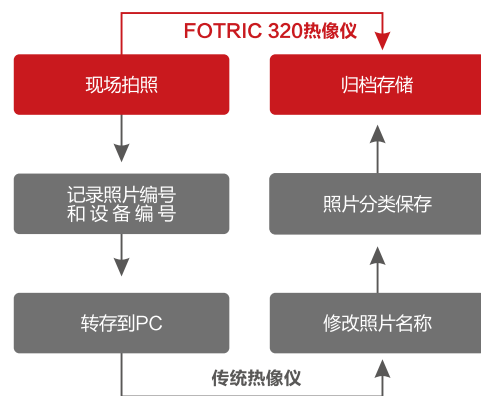 FOTRIC 320热像仪
现场拍照
归档存储
记录照片编号
和设备编号
照片分类保存
转存到PC
修改照片名称
传统热像仪